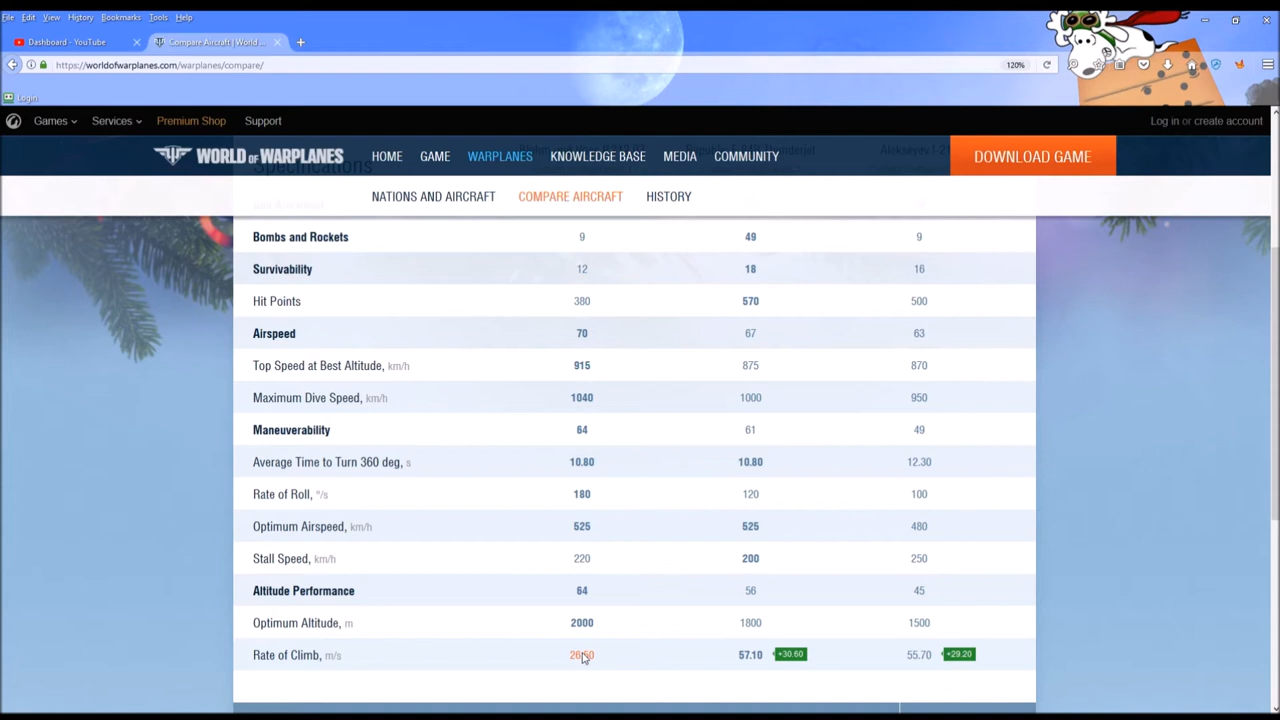 File Edit View History Bookmarks Tools Help
Dashboard - YouTube
Compare Aircraft | World ...
https://worldofwarplanes.com/warplanes/compare/
120%
Login
Games Services Premium Shop Support
Log in or create account
WORLD OF WARPLANES
HOME GAME WARPLANES KNOWLEDGE BASE MEDIA COMMUNITY
DOWNLOAD GAME
Specifications
NATIONS AND AIRCRAFT COMPARE AIRCRAFT HISTORY
Bombs and Rockets 9 49 9
Survivability 12 18 16
Hit Points 380 570 500
Airspeed 70 67 63
Top Speed at Best Altitude, km/h 915 875 870
Maximum Dive Speed, km/h 1040 1000 950
Maneuverability 64 61 49
Average Time to Turn 360 deg, s 10.80 10.80 12.30
Rate of Roll, °/s 180 120 100
Optimum Airspeed, km/h 525 525 480
Stall Speed, km/h 220 200 250
Altitude Performance 64 56 45
Optimum Altitude, m 2000 1800 1500
Rate of Climb, m/s 26.50 57.10 +30.60 55.70 +29.20